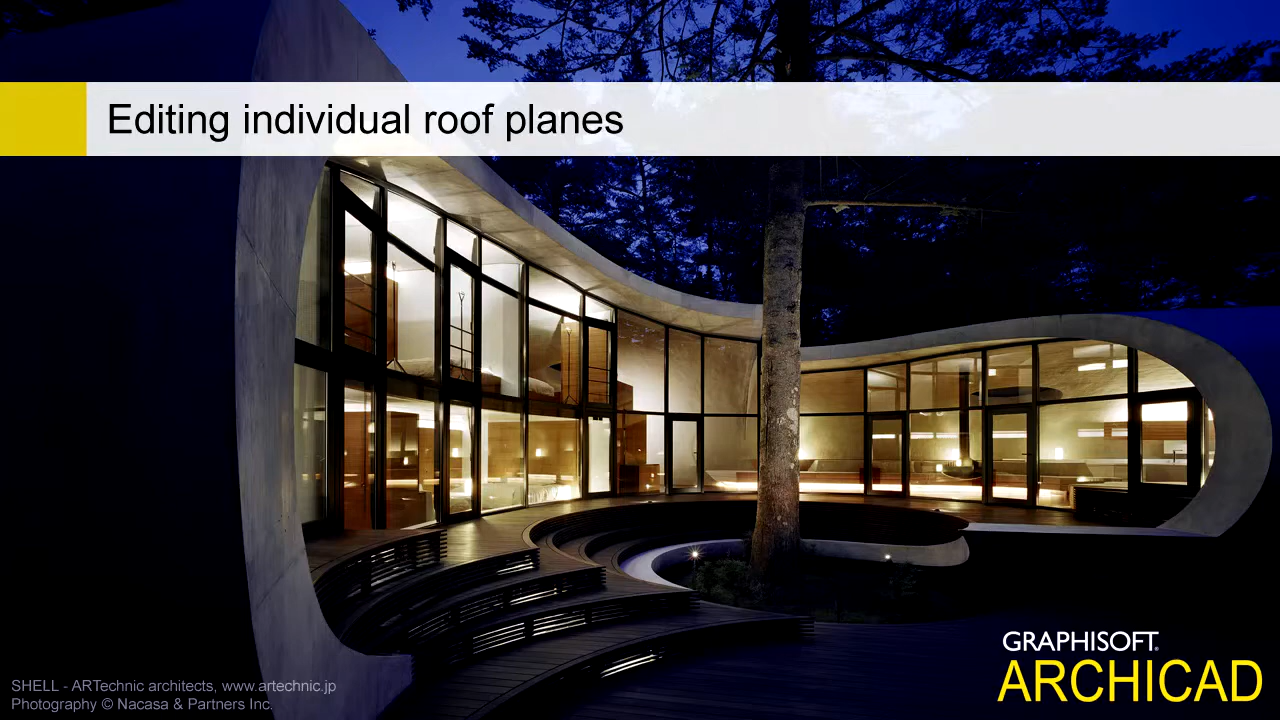 Editing individual roof planes
GRAPHISOFT®
ARCHICAD
SHELL - ARTechnic architects, www.artechnic.jp
Photography © Nacasa & Partners Inc.